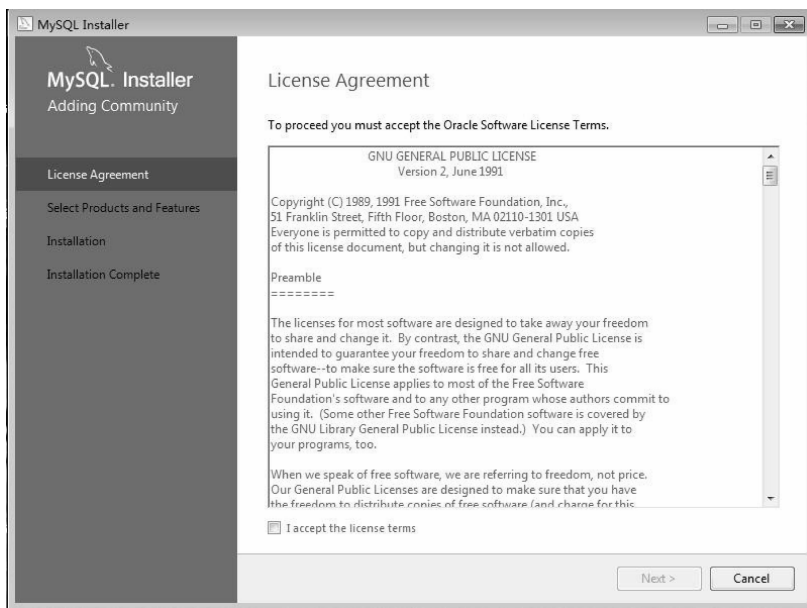 MySQL Installer
MySQL. Installer
Adding Community
License Agreement
Select Products and Features
Installation
Installation Complete
License Agreement
To proceed you must accept the Oracle Software License Terms.
GNU GENERAL PUBLIC LICENSE
Version 2, June 1991
Copyright (C) 1989, 1991 Free Software Foundation, Inc.,
51 Franklin Street, Fifth Floor, Boston, MA 02110-1301 USA
Everyone is permitted to copy and distribute verbatim copies
of this license document, but changing it is not allowed.
Preamble
========
The licenses for most software are designed to take away your freedom
to share and change it.  By contrast, the GNU General Public License is
intended to guarantee your freedom to share and change free
software--to make sure the software is free for all its users.  This
General Public License applies to most of the Free Software
Foundation's software and to any other program whose authors commit to
using it.  (Some other Free Software Foundation software is covered by
the GNU Library General Public License instead.)  You can apply it to
your programs, too.
When we speak of free software, we are referring to freedom, not price.
Our General Public Licenses are designed to make sure that you have
the freedom to distribute copies of free software (and charge for this
I accept the license terms
Next >
Cancel